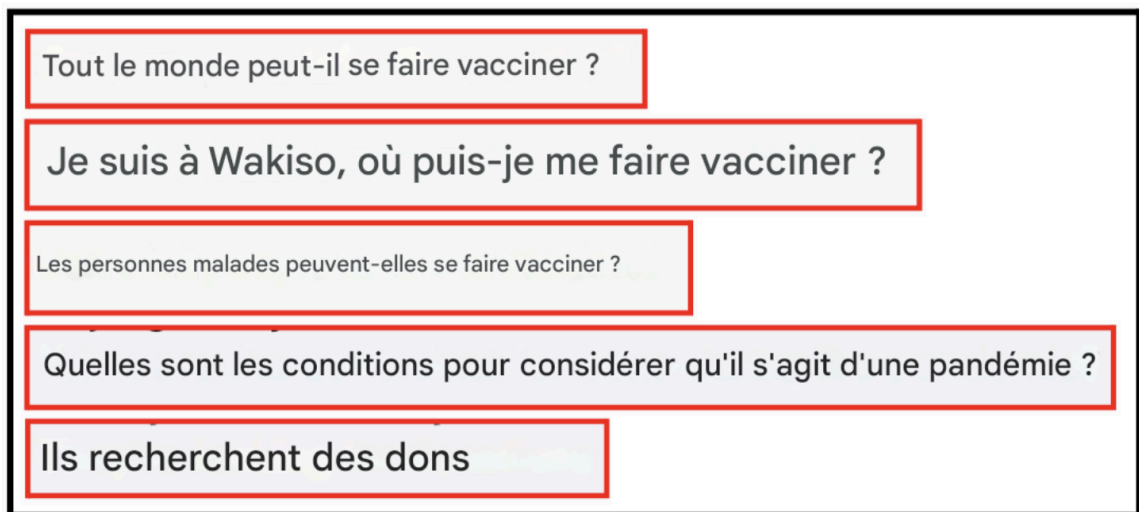 Tout le monde peut-il se faire vacciner ?
Je suis à Wakiso, où puis-je me faire vacciner ?
Les personnes malades peuvent-elles se faire vacciner ?
Quelles sont les conditions pour considérer qu'il s'agit d'une pandémie ?
Ils recherchent des dons